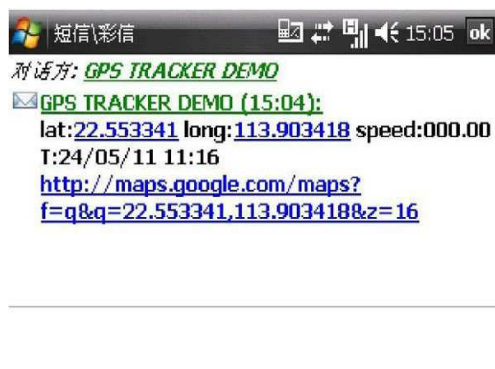 短信\彩信 15:05 ok
对话方: GPS TRACKER DEMO
GPS TRACKER DEMO (15:04):
lat:22.553341 long:113.903418 speed:000.00
T:24/05/11 11:16
http://maps.google.com/maps?
f=q&q=22.553341,113.903418&z=16